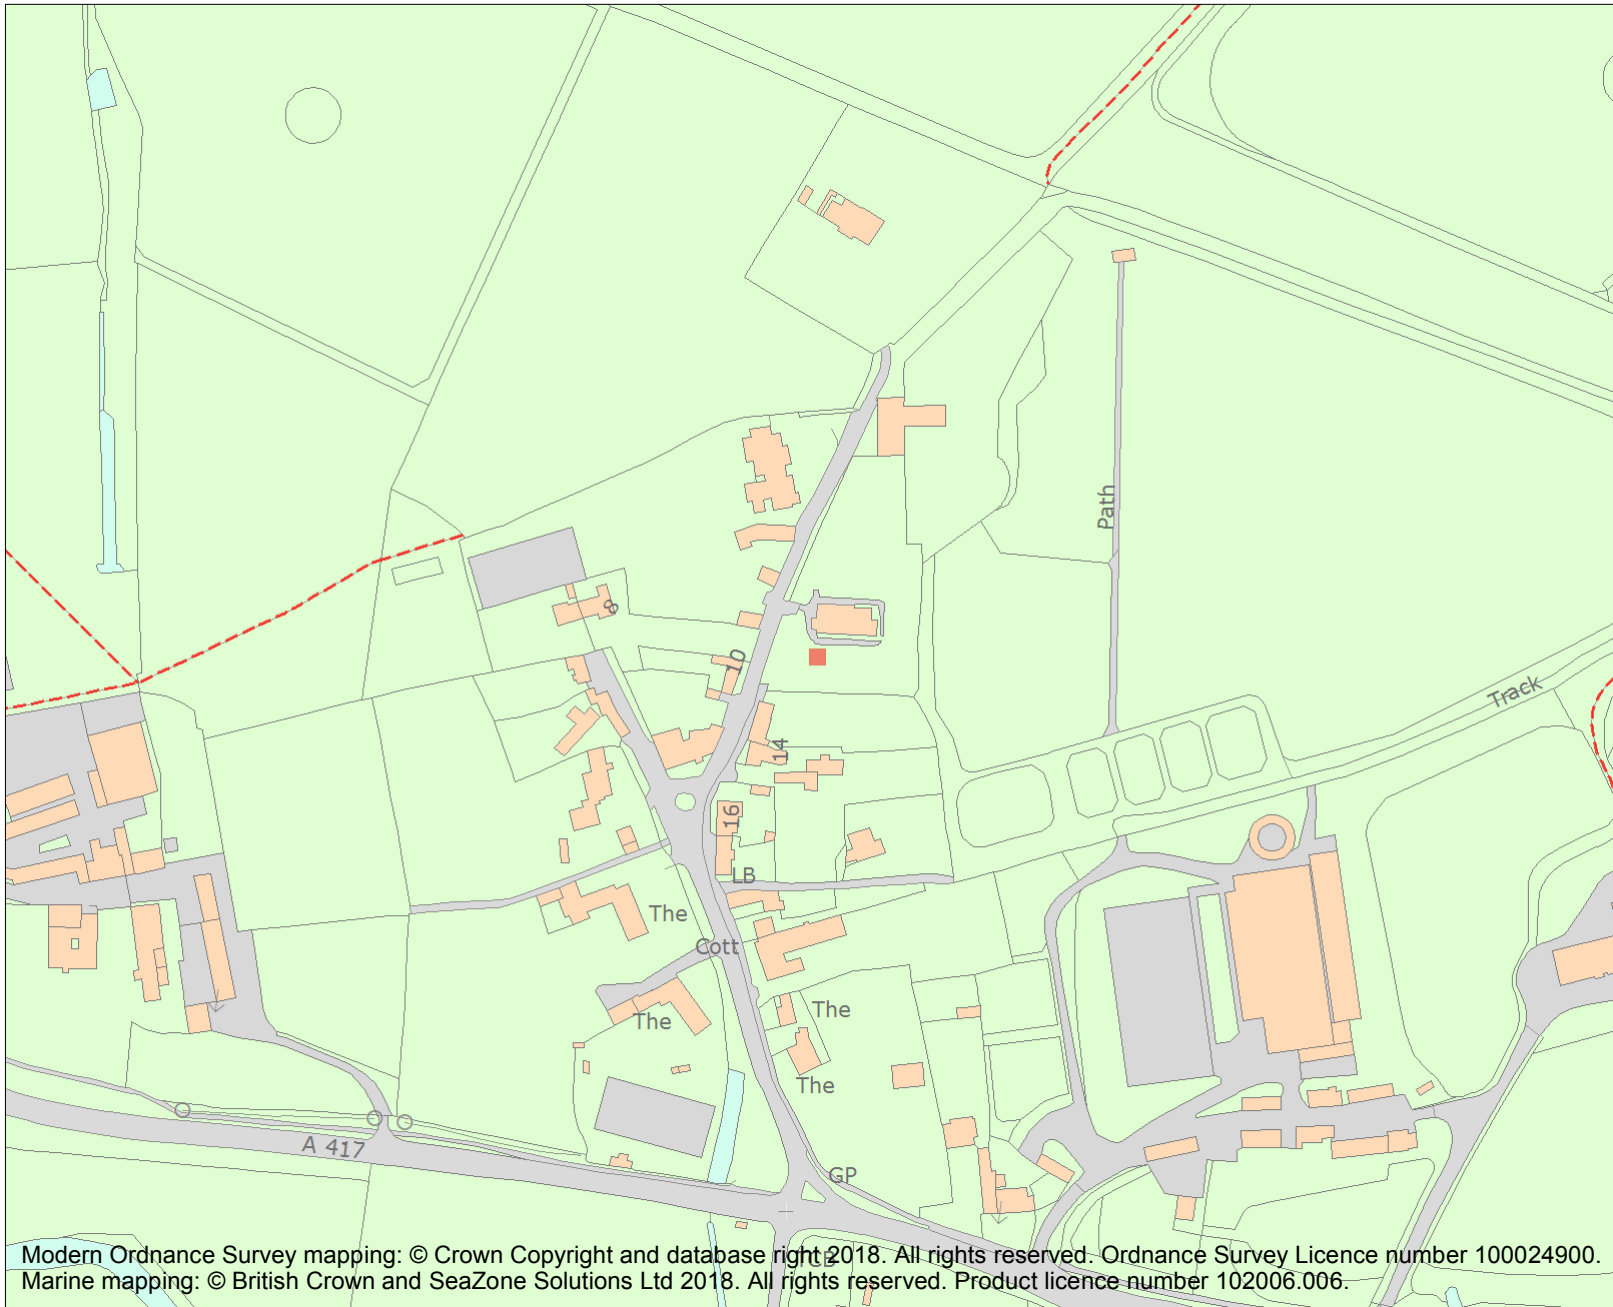 Path
8
10
Track
14
16
LB
The
Cott
The
The
The
A 417
GP
TCB
Modern Ordnance Survey mapping: © Crown Copyright and database right 2018. All rights reserved. Ordnance Survey Licence number 100024900.
Marine mapping: © British Crown and SeaZone Solutions Ltd 2018. All rights reserved. Product licence number 102006.006.